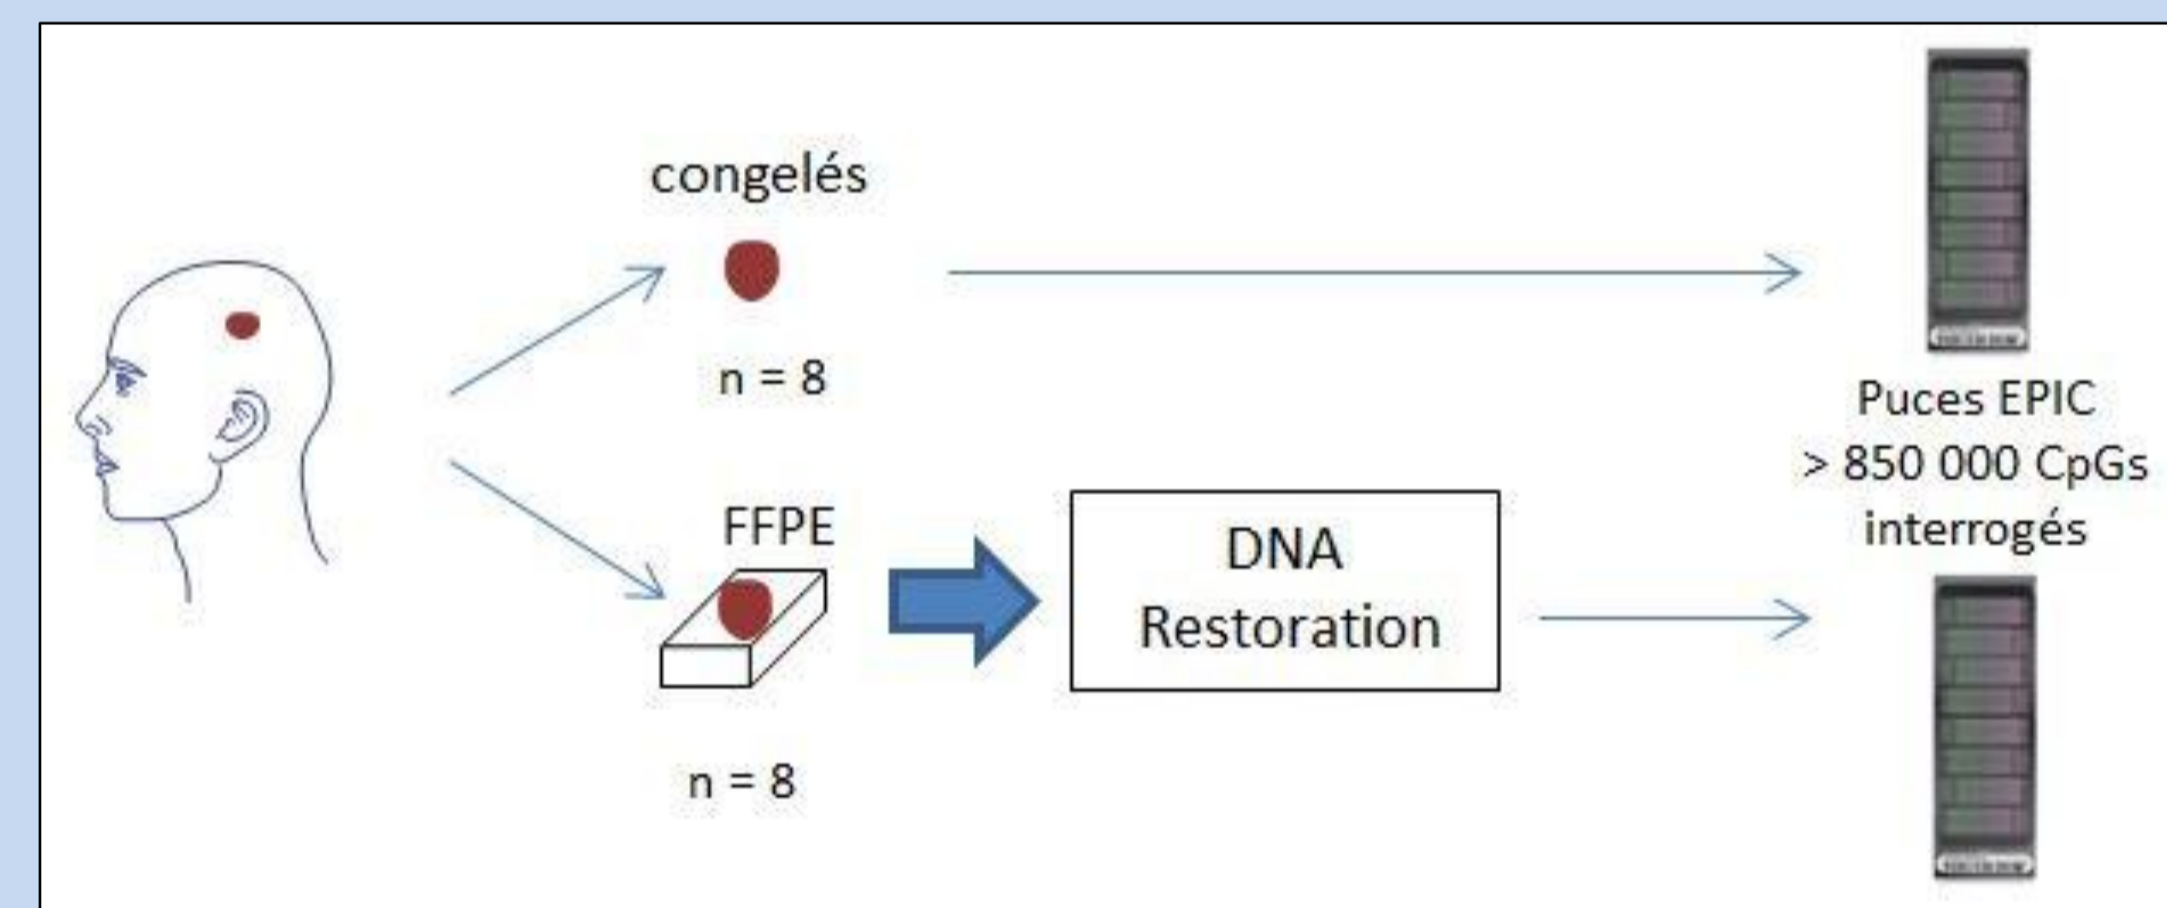 congelés
n = 8
FFPE
n = 8
DNA
Restoration
Puces EPIC
> 850 000 CpGs
interrogés